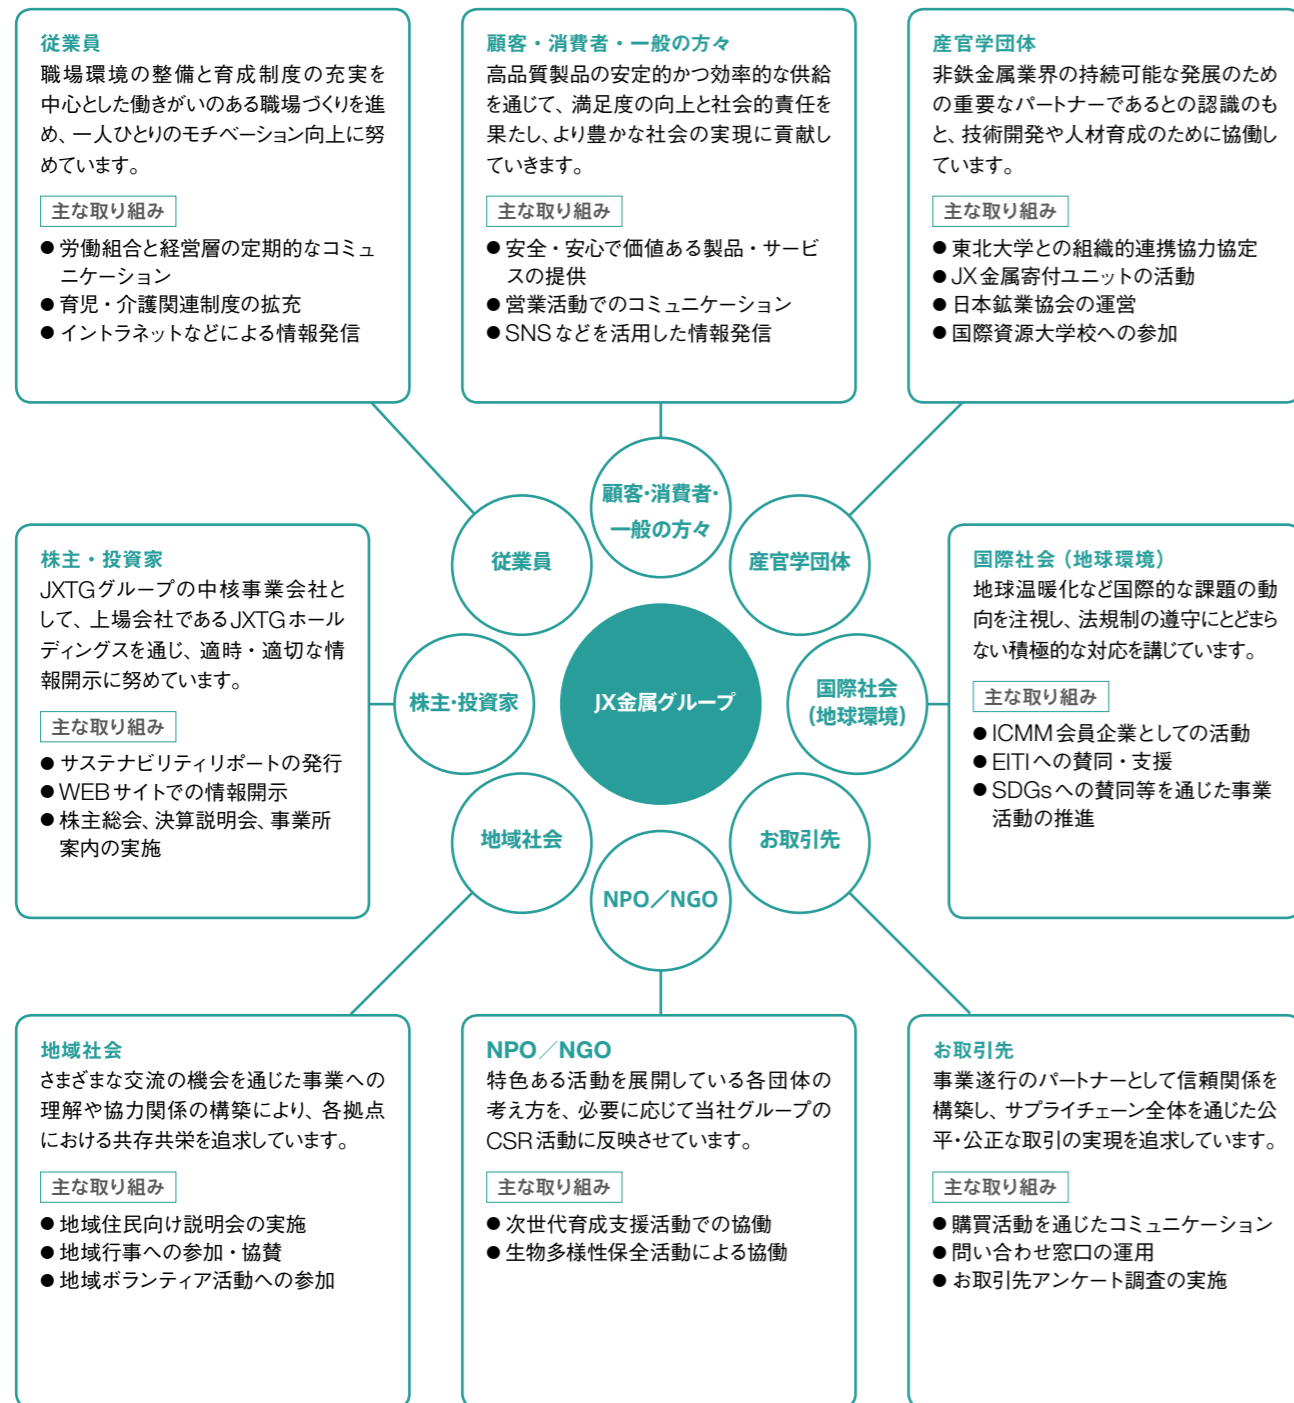 従業員
職場環境の整備と育成制度の充実を
中心とした働きがいのある職場づくりを進
め、一人ひとりのモチベーション向上に努
めています。
主な取り組み
● 労働組合と経営層の定期的なコミュ
ニケーション
● 育児・介護関連制度の拡充
● イントラネットなどによる情報発信
顧客・消費者・一般の方々
高品質製品の安定的かつ効率的な供給
を通じて、満足度の向上と社会的責任を
果たし、より豊かな社会の実現に貢献し
ていきます。
主な取り組み
● 安全・安心で価値ある製品・サービ
スの提供
● 営業活動でのコミュニケーション
● SNSなどを活用した情報発信
産官学団体
非鉄金属業界の持続可能な発展のため
の重要なパートナーであるとの認識のも
と、技術開発や人材育成のために協働し
ています。
主な取り組み
● 東北大学との組織的連携協力協定
● JX金属寄付ユニットの活動
● 日本鉱業協会の運営
● 国際資源大学校への参加
顧客・消費者・
一般の方々
従業員
産官学団体
株主・投資家
JX金属グループ
国際社会
(地球環境)
地域社会
お取引先
NPO／NGO
株主・投資家
JXTGグループの中核事業会社と
して、上場会社であるJXTGホール
ディングスを通じ、適時・適切な情
報開示に努めています。
主な取り組み
● サステナビリティリポートの発行
● WEBサイトでの情報開示
● 株主総会、決算説明会、事業所
案内の実施
国際社会（地球環境）
地球温暖化など国際的な課題の動
向を注視し、法規制の遵守にとどまら
ない積極的な対応を講じています。
主な取り組み
● ICMM会員企業としての活動
● EITIへの賛同・支援
● SDGsへの賛同等を通じた事業
活動の推進
地域社会
さまざまな交流の機会を通じた事業への
理解や協力関係の構築により、各拠点
における共存共栄を追求しています。
主な取り組み
● 地域住民向け説明会の実施
● 地域行事への参加・協賛
● 地域ボランティア活動への参加
NPO／NGO
特色ある活動を展開している各団体の
考え方を、必要に応じて当社グループの
CSR活動に反映させています。
主な取り組み
● 次世代育成支援活動での協働
● 生物多様性保全活動による協働
お取引先
事業遂行のパートナーとして信頼関係を
構築し、サプライチェーン全体を通じた公
平・公正な取引の実現を追求しています。
主な取り組み
● 購買活動を通じたコミュニケーション
● 問い合わせ窓口の運用
● お取引先アンケート調査の実施